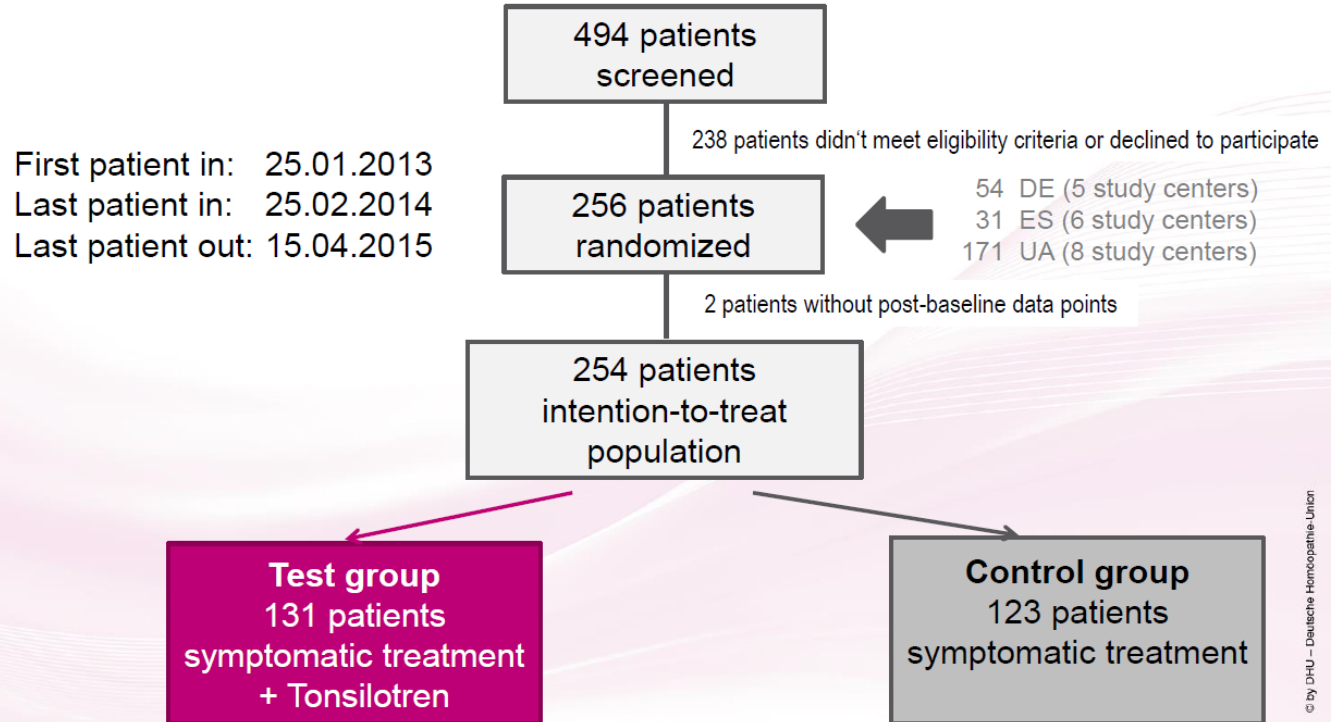 494 patients
screened
238 patients didn‘t meet eligibility criteria or declined to participate
First patient in: 25.01.2013
Last patient in: 25.02.2014
Last patient out: 15.04.2015
256 patients
randomized
54 DE (5 study centers)
31 ES (6 study centers)
171 UA (8 study centers)
2 patients without post-baseline data points
254 patients
intention-to-treat
population
Test group
131 patients
symptomatic treatment
+ Tonsilotren
Control group
123 patients
symptomatic treatment
© by DHU – Deutsche Homöopathie-Union